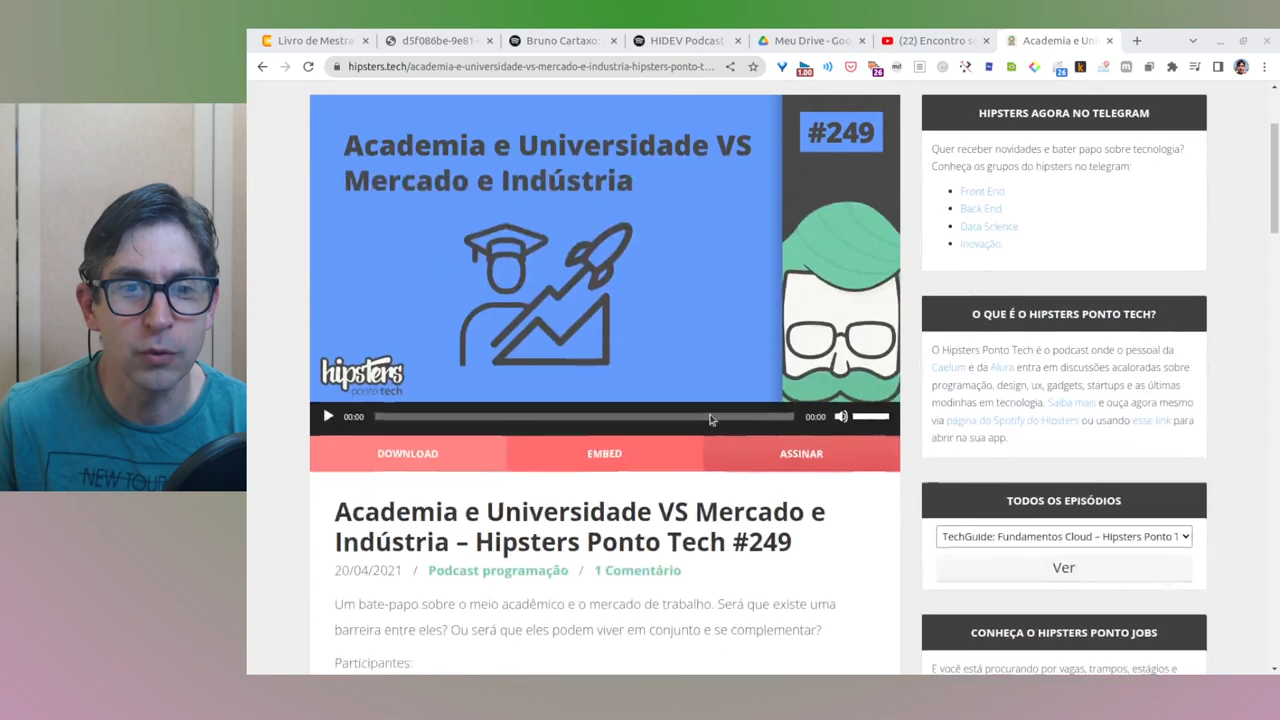 Livro de Mestra
d5f086be-9e81-
Bruno Cartaxo:
HIDEV Podcast
Meu Drive - Goo
(22) Encontro se
Academia e Uni
hipsters.tech/academia-e-universidade-vs-mercado-e-industria-hipsters-ponto-t...
1.00
26
md
26
k
Academia e Universidade VS
Mercado e Indústria
#249
hipsters
ponto tech
00:00
00:00
DOWNLOAD
EMBED
ASSINAR
Academia e Universidade VS Mercado e
Indústria – Hipsters Ponto Tech #249
20/04/2021 / Podcast programação / 1 Comentário
Um bate-papo sobre o meio acadêmico e o mercado de trabalho. Será que existe uma
barreira entre eles? Ou será que eles podem viver em conjunto e se complementar?
Participantes:
HIPSTERS AGORA NO TELEGRAM
Quer receber novidades e bater papo sobre tecnologia?
Conheça os grupos do hipsters no telegram:
Front End
Back End
Data Science
Inovação
O QUE É O HIPSTERS PONTO TECH?
O Hipsters Ponto Tech é o podcast onde o pessoal da
Caelum e da Alura entra em discussões acaloradas sobre
programação, design, ux, gadgets, startups e as últimas
modinhas em tecnologia. Saiba mais e ouça agora mesmo
via página do Spotify do Hipsters ou usando esse link para
abrir na sua app.
TODOS OS EPISÓDIOS
TechGuide: Fundamentos Cloud – Hipsters Ponto T
Ver
CONHEÇA O HIPSTERS PONTO JOBS
E você está procurando por vagas, trampos, estágios e
NEW TOUR